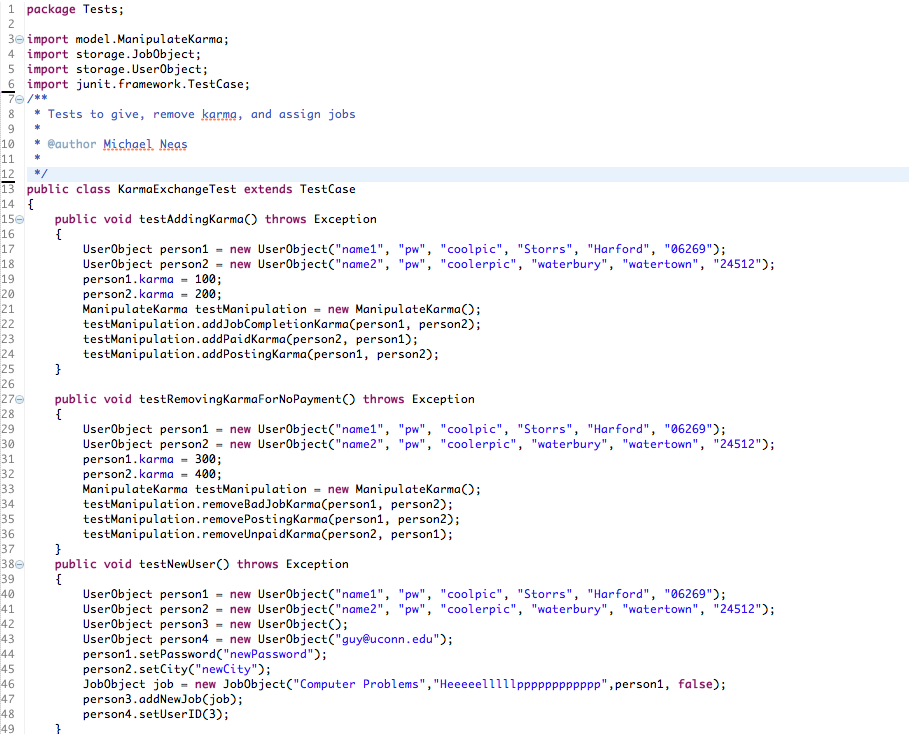 1 package Tests;
2
3 import model.ManipulateKarma;
4 import storage.JobObject;
5 import storage.UserObject;
6 import junit.framework.TestCase;
7 /**
8  * Tests to give, remove karma, and assign jobs
9  *
10  * @author Michael Neas
11  *
12  */
13 public class KarmaExchangeTest extends TestCase
14 {
15     public void testAddingKarma() throws Exception
16     {
17         UserObject person1 = new UserObject("name1", "pw", "coolpic", "Storrs", "Harford", "06269");
18         UserObject person2 = new UserObject("name2", "pw", "coolerpic", "waterbury", "watertown", "24512");
19         person1.karma = 100;
20         person2.karma = 200;
21         ManipulateKarma testManipulation = new ManipulateKarma();
22         testManipulation.addJobCompletionKarma(person1, person2);
23         testManipulation.addPaidKarma(person2, person1);
24         testManipulation.addPostingKarma(person1, person2);
25     }
26
27     public void testRemovingKarmaForNoPayment() throws Exception
28     {
29         UserObject person1 = new UserObject("name1", "pw", "coolpic", "Storrs", "Harford", "06269");
30         UserObject person2 = new UserObject("name2", "pw", "coolerpic", "waterbury", "watertown", "24512");
31         person1.karma = 300;
32         person2.karma = 400;
33         ManipulateKarma testManipulation = new ManipulateKarma();
34         testManipulation.removeBadJobKarma(person1, person2);
35         testManipulation.removePostingKarma(person1, person2);
36         testManipulation.removeUnpaidKarma(person2, person1);
37     }
38     public void testNewUser() throws Exception
39     {
40         UserObject person1 = new UserObject("name1", "pw", "coolpic", "Storrs", "Harford", "06269");
41         UserObject person2 = new UserObject("name2", "pw", "coolerpic", "waterbury", "watertown", "24512");
42         UserObject person3 = new UserObject();
43         UserObject person4 = new UserObject("guy@uconn.edu");
44         person1.setPassword("newPassword");
45         person2.setCity("newCity");
46         JobObject job = new JobObject("Computer Problems","Heeeeelllllpppppppppppp",person1, false);
47         person3.addNewJob(job);
48         person4.setUserID(3);
49     }